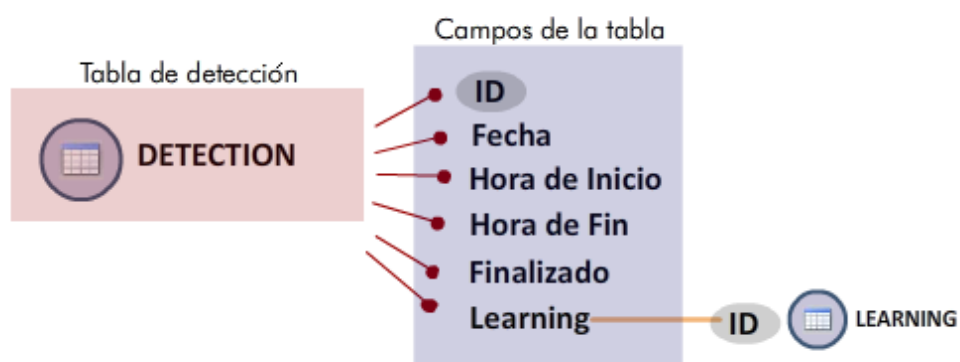 Campos de la tabla
Tabla de detección
DETECTION
ID
Fecha
Hora de Inicio
Hora de Fin
Finalizado
Learning
ID
LEARNING